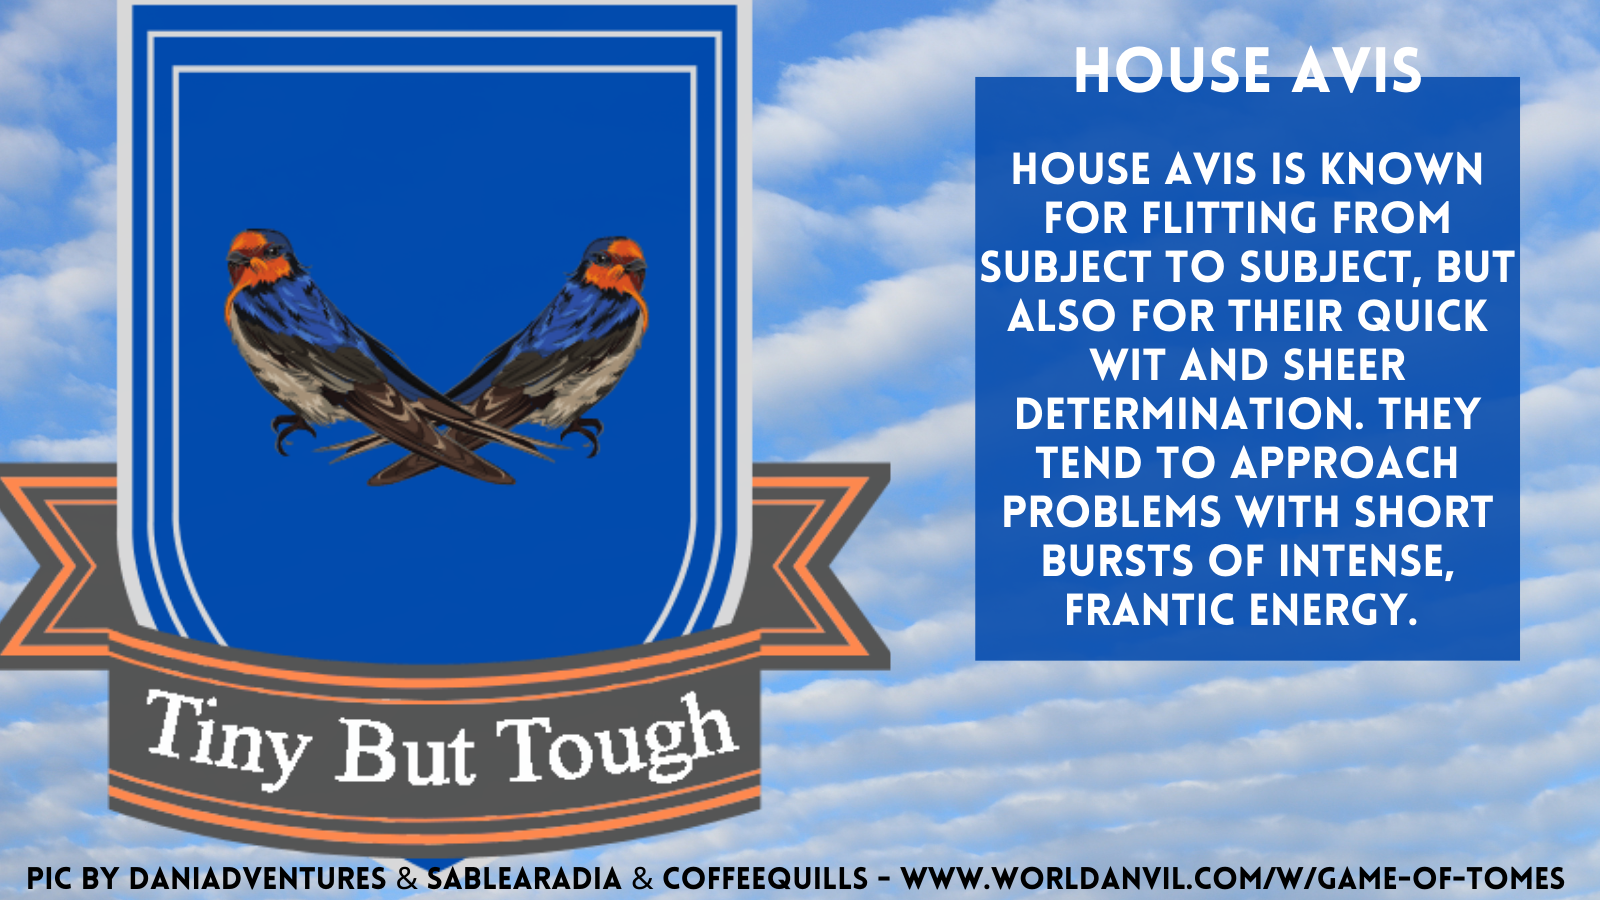 HOUSE AVIS
HOUSE AVIS IS KNOWN
FOR FLITTING FROM
SUBJECT TO SUBJECT, BUT
ALSO FOR THEIR QUICK
WIT AND SHEER
DETERMINATION. THEY
TEND TO APPROACH
PROBLEMS WITH SHORT
BURSTS OF INTENSE,
FRANTIC ENERGY.
Tiny But Tough
PIC BY DANIADVENTURES & SABLEARADIA & COFFEEQUILLS - WWW.WORLDANVIL.COM/W/GAME-OF-TOMES